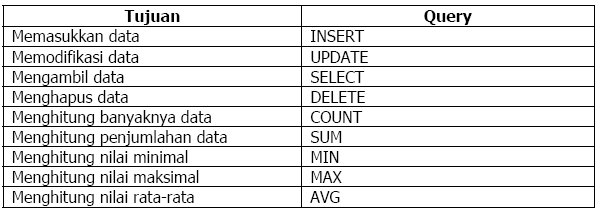 Tujuan Query
Memasukkan data INSERT
Memodifikasi data UPDATE
Mengambil data SELECT
Menghapus data DELETE
Menghitung banyaknya data COUNT
Menghitung penjumlahan data SUM
Menghitung nilai minimal MIN
Menghitung nilai maksimal MAX
Menghitung nilai rata-rata AVG